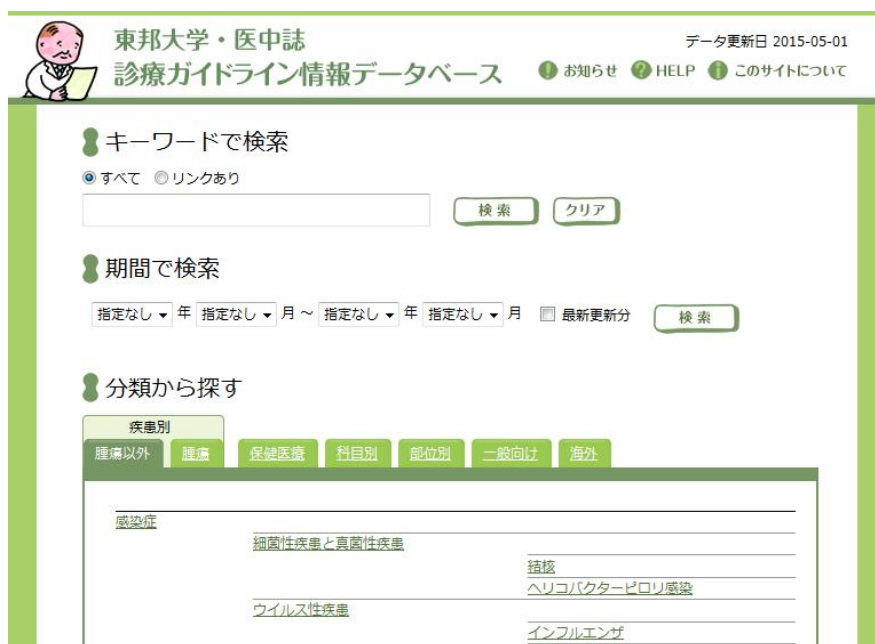 東邦大学・医中誌
診療ガイドライン情報データベース
データ更新日 2015-05-01
お知らせ HELP このサイトについて
キーワードで検索
すべて リンクあり
検索 クリア
期間で検索
指定なし 年 指定なし 月 ～ 指定なし 年 指定なし 月 最新更新分 検索
分類から探す
疾患別
腫瘍以外 腫瘍 保健医療 科目別 部位別 一般向け 海外
感染症
細菌性疾患と真菌性疾患
結核
ヘリコバクターピロリ感染
ウイルス性疾患
インフルエンザ